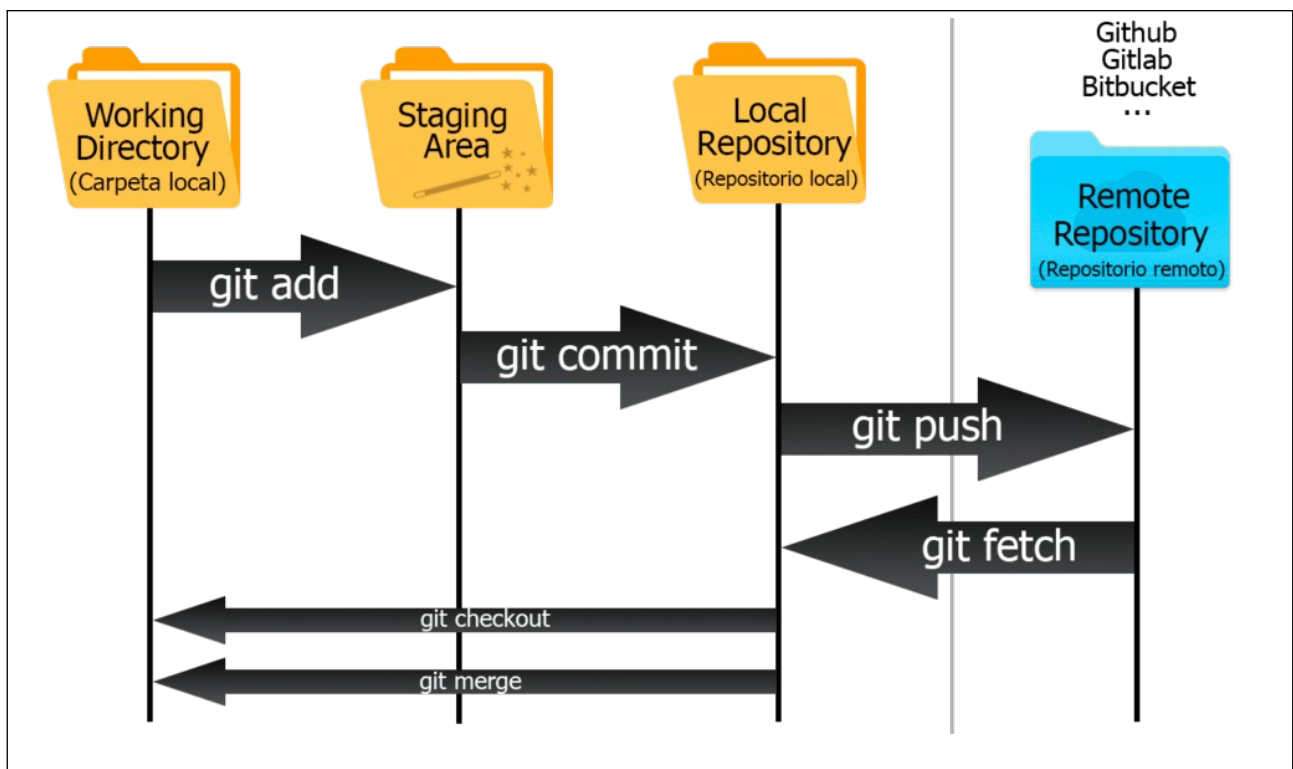 Working
Directory
(Carpeta local)
Staging
Area
Local
Repository
(Repositorio local)
Github
Gitlab
Bitbucket
...
Remote
Repository
(Repositorio remoto)
git add
git commit
git push
git fetch
git checkout
git merge